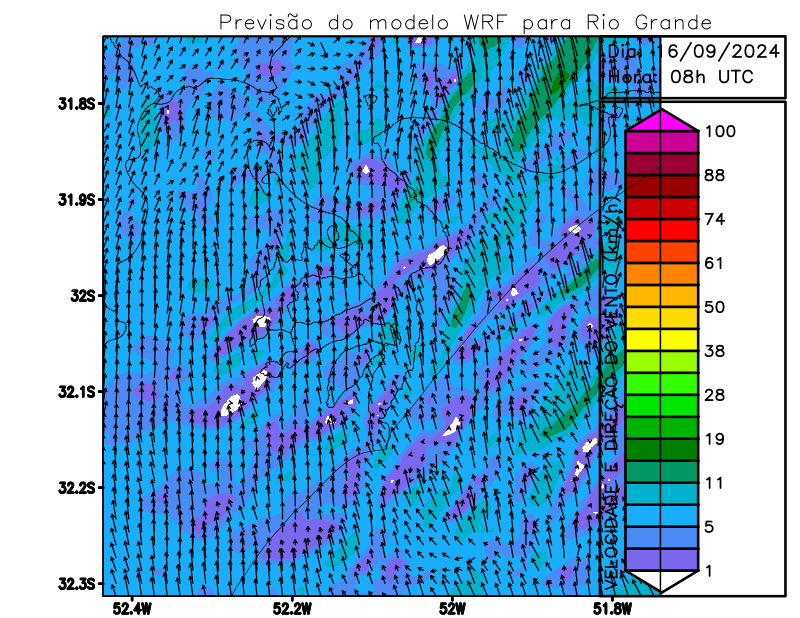 Previsão do modelo WRF para Rio Grande
Dia: 16/09/2024
Hora: 08h UTC
31.8S
31.9S
32S
32.1S
32.2S
32.3S
52.4W
52.2W
52W
51.8W
VELOCIDADE E DIREÇÃO DO VENTO (km/h)
100
88
74
61
50
38
28
19
11
5
1